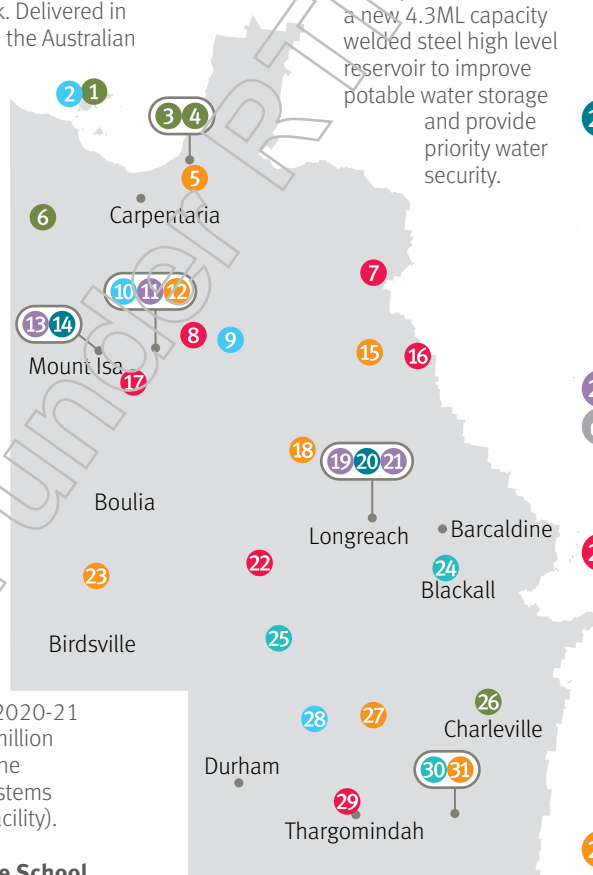 k. Delivered in
the Australian
a new 4.3ML capacity
welded steel high level
reservoir to improve
potable water storage
and provide
priority water
security.
2 1
3 4
5
6
Carpentaria
7
10 11 12
13 14
8
9
15
16
Mount Isa
17
18
19 20 21
Boulia
Longreach
Barcaldine
22
24
23
Blackall
25
Birdsville
2020-21
million
26
28
27
Charleville
Durham
30 31
29
Thargomindah
stems
acility).
e School
under RTI